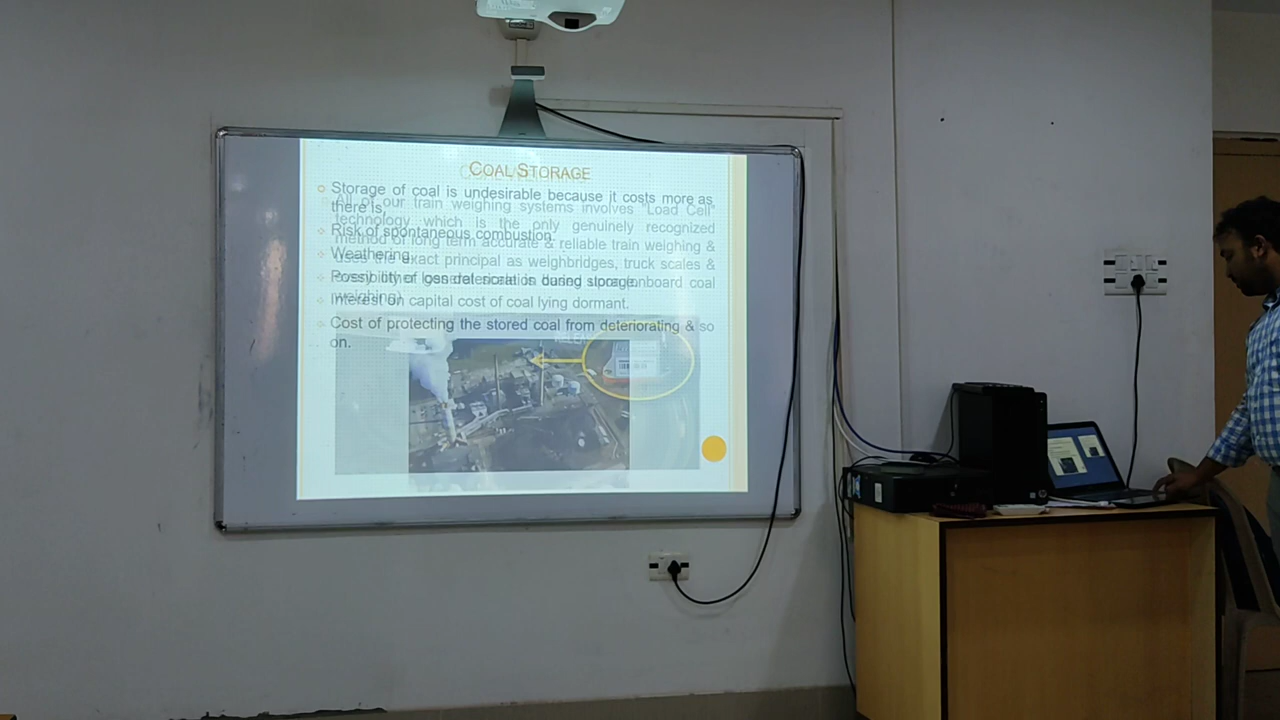 COAL STORAGE
Storage of coal is undesirable because it costs more as
All of our train weighing systems involves "Load Cell"
there is,
technology which is the only genuinely recognized
Risk of spontaneous combustion,
method of long term accurate & reliable train weighing &
Weathering,
uses the exact principal as weighbridges, truck scales &
Possibility of loss deterioration during storage,
every other general scale onboard coal
weighing)
Interest on capital cost of coal lying dormant.
Cost of protecting the stored coal from deteriorating & so
on.